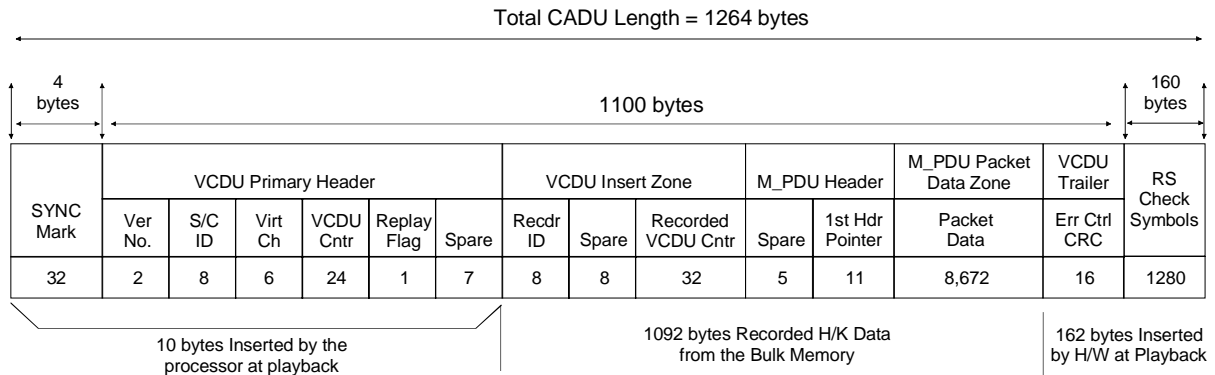 Total CADU Length = 1264 bytes
4
bytes
1100 bytes
160
bytes
SYNC
Mark
VCDU Primary Header
VCDU Insert Zone
M_PDU Header
M_PDU Packet
Data Zone
VCDU
Trailer
RS
Check
Symbols
Ver
No.
S/C
ID
Virt
Ch
VCDU
Cntr
Replay
Flag
Spare
Recdr
ID
Spare
Recorded
VCDU Cntr
Spare
1st Hdr
Pointer
Packet
Data
Err Ctrl
CRC
32 2 8 6 24 1 7 8 8 32 5 11 8,672 16 1280
10 bytes Inserted by the
processor at playback
1092 bytes Recorded H/K Data
from the Bulk Memory
162 bytes Inserted
by H/W at Playback